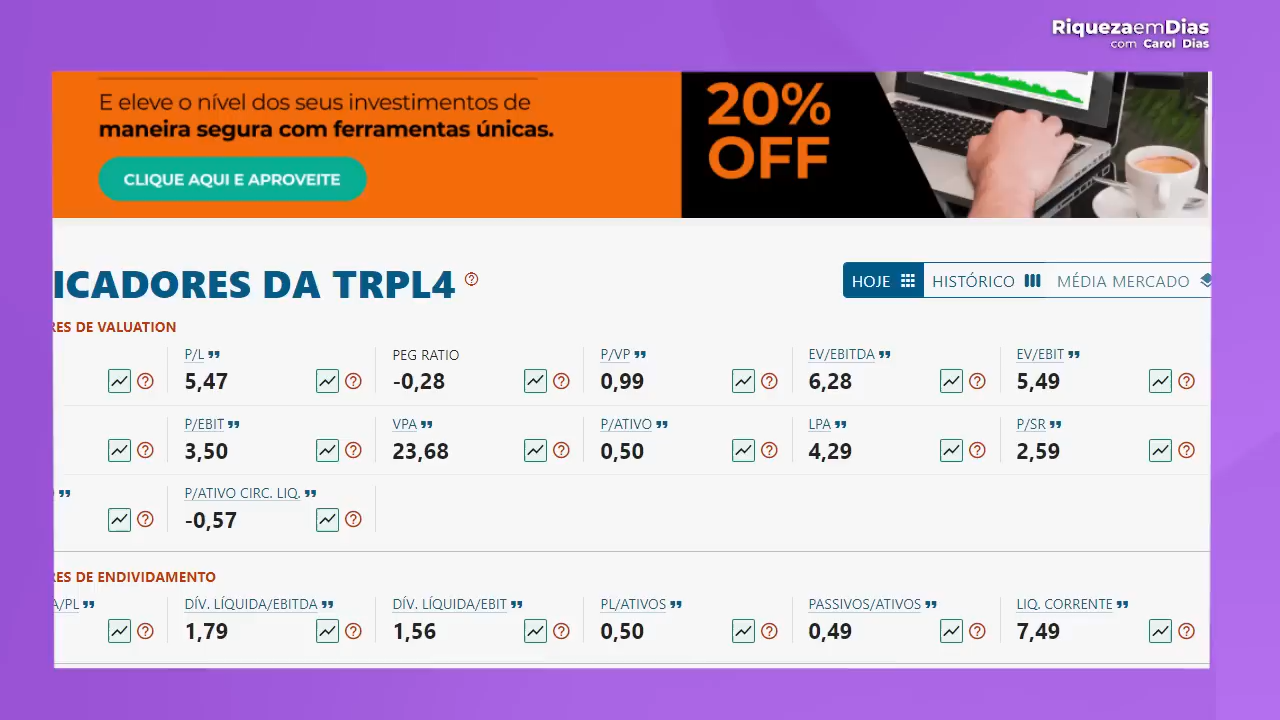 RiquezaemDias
com Carol Dias
E eleve o nível dos seus investimentos de
maneira segura com ferramentas únicas.
CLIQUE AQUI E APROVEITE
20%
OFF
ICADORES DA TRPL4
HOJE HISTÓRICO MÉDIA MERCADO
RES DE VALUATION
P/L PEG RATIO P/VP EV/EBITDA EV/EBIT
5,47 -0,28 0,99 6,28 5,49
P/EBIT VPA P/ATIVO LPA P/SR
3,50 23,68 0,50 4,29 2,59
P/ATIVO CIRC. LIQ.
-0,57
RES DE ENDIVIDAMENTO
A/PL DÍV. LÍQUIDA/EBITDA DÍV. LÍQUIDA/EBIT PL/ATIVOS PASSIVOS/ATIVOS LIQ. CORRENTE
1,79 1,56 0,50 0,49 7,49